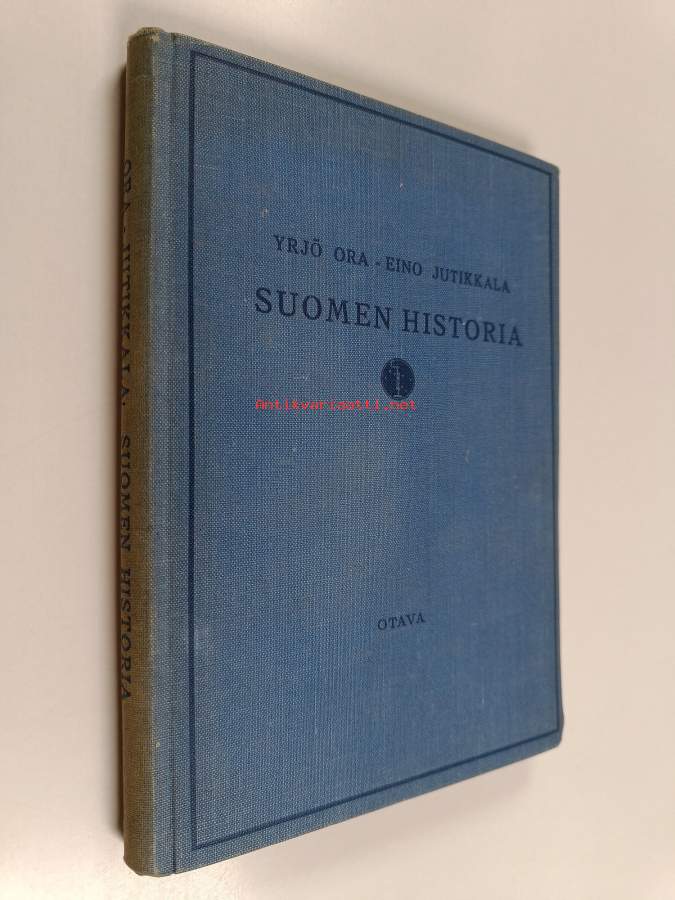 YRJÖ ORA - EINO JUTIKKALA
SUOMEN HISTORIA
Antikvariaatti.net
OTAVA
ORA-JUTIKKALA. SUOMEN HISTORIA